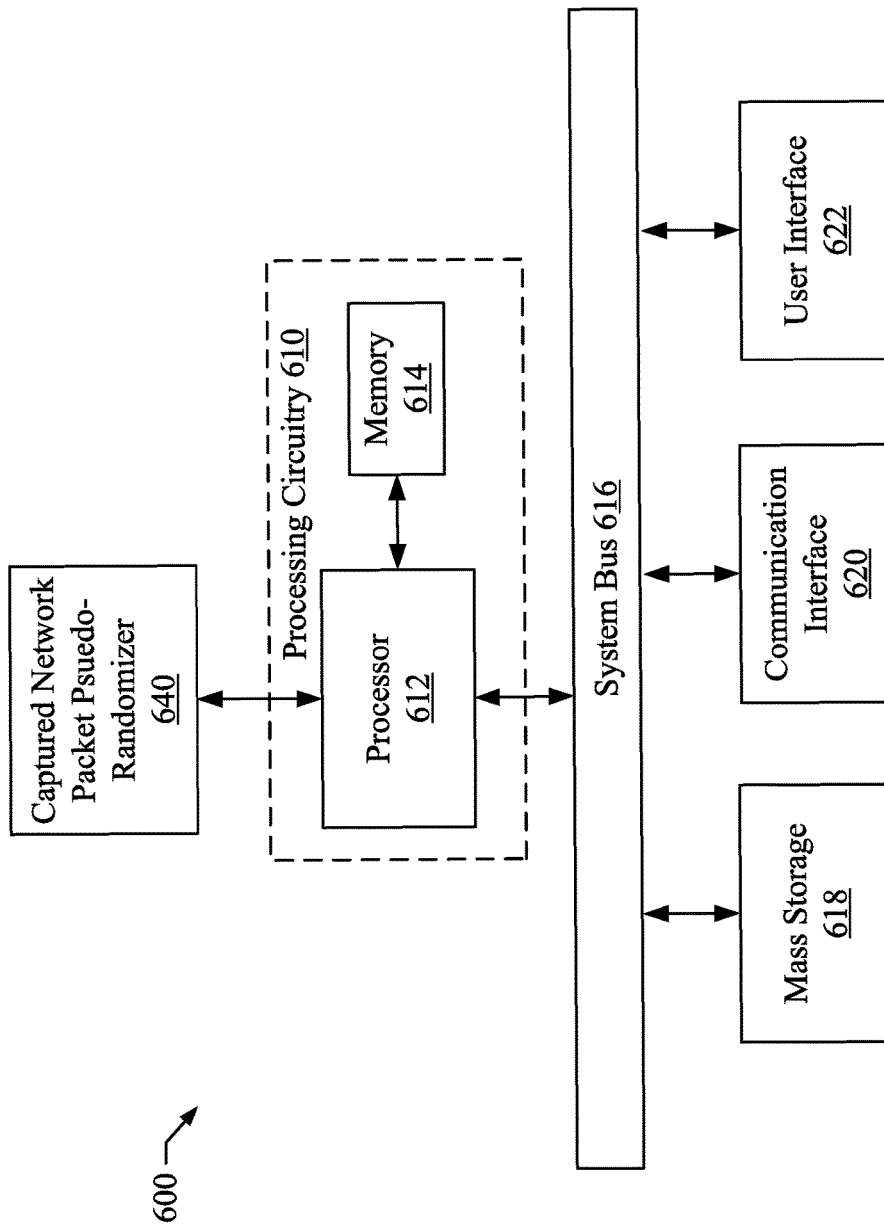 600
Captured Network
Packet Psuedo-
Randomizer
640
Processing Circuitry 610
Processor
612
Memory
614
System Bus 616
Mass Storage
618
Communication
Interface
620
User Interface
622